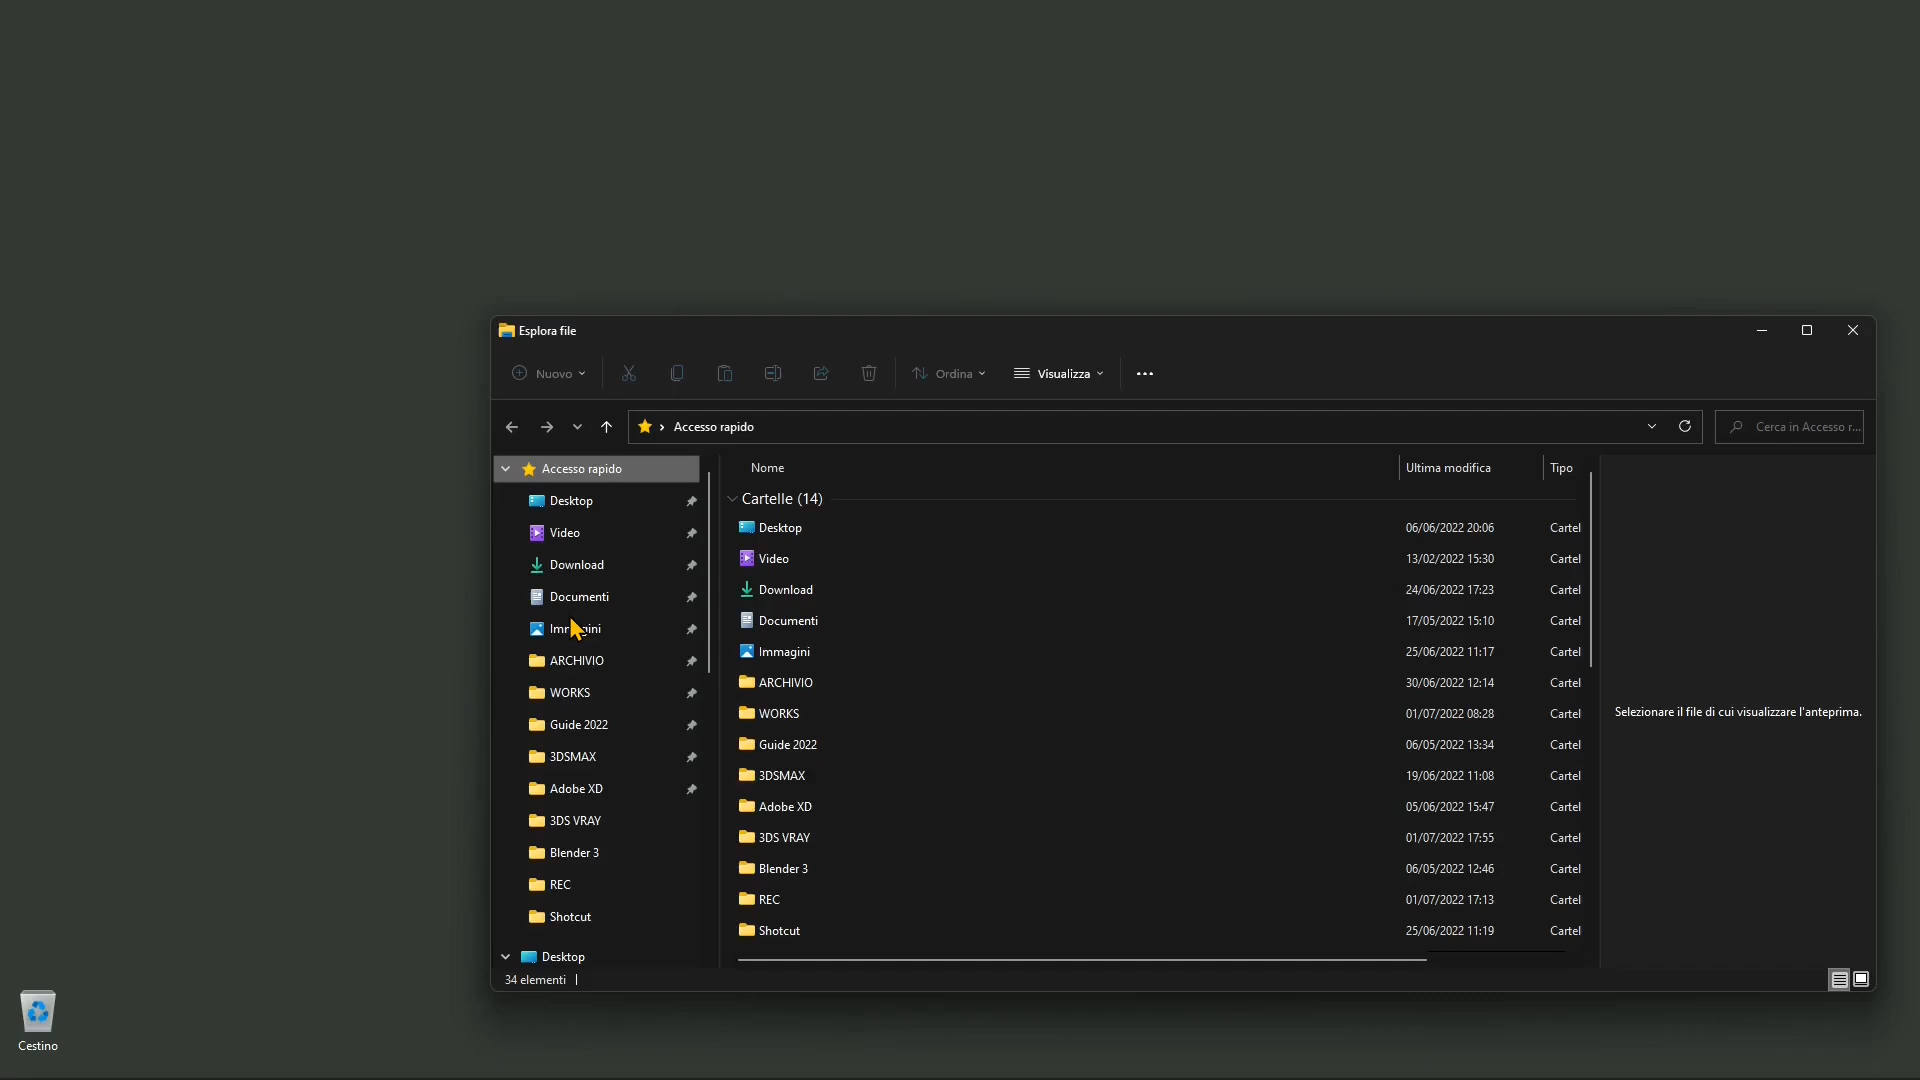 Esplora file
Nuovo
Ordina
Visualizza
Accesso rapido
Cerca in Accesso r...
Accesso rapido
Desktop
Video
Download
Documenti
ARCHIVIO
WORKS
Guide 2022
3DSMAX
Adobe XD
3DS VRAY
Blender 3
REC
Shotcut
Desktop
Nome Ultima modifica Tipo
Cartelle (14)
Desktop 06/06/2022 20:06 Cartel
Video 13/02/2022 15:30 Cartel
Download 24/06/2022 17:23 Cartel
Documenti 17/05/2022 15:10 Cartel
Immagini 25/06/2022 11:17 Cartel
ARCHIVIO 30/06/2022 12:14 Cartel
WORKS 01/07/2022 08:28 Cartel
Guide 2022 06/05/2022 13:34 Cartel
3DSMAX 19/06/2022 11:08 Cartel
Adobe XD 05/06/2022 15:47 Cartel
3DS VRAY 01/07/2022 17:55 Cartel
Blender 3 06/05/2022 12:46 Cartel
REC 01/07/2022 17:13 Cartel
Shotcut 25/06/2022 11:19 Cartel
Selezionare il file di cui visualizzare l'anteprima.
34 elementi
Cestino